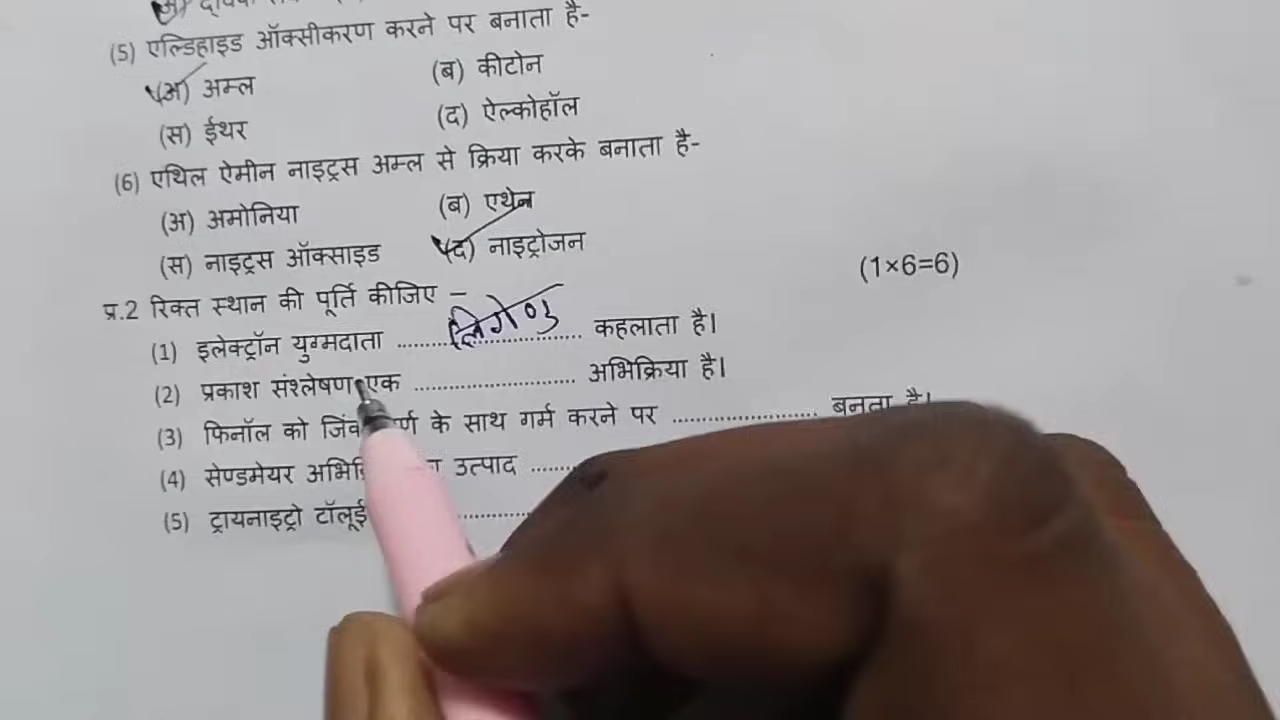 (5) एल्डिहाइड ऑक्सीकरण करने पर बनाता है-
(अ) अम्ल (ब) कीटोन
(स) ईथर (द) ऐल्कोहॉल
(6) एथिल ऐमीन नाइट्रस अम्ल से क्रिया करके बनाता है-
(अ) अमोनिया (ब) एथेन
(स) नाइट्रस ऑक्साइड (द) नाइट्रोजन
(1×6=6)
प्र.2 रिक्त स्थान की पूर्ति कीजिए –
(1) इलेक्ट्रॉन युग्मदाता ....लिगेण्ड.... कहलाता है।
(2) प्रकाश संश्लेषण एक .................... अभिक्रिया है।
(3) फिनॉल को के साथ गर्म करने पर .................... बनता है।
(4) सेण्डमेयर उत्पाद ......
(5) ट्रायनाइट्रो ..........